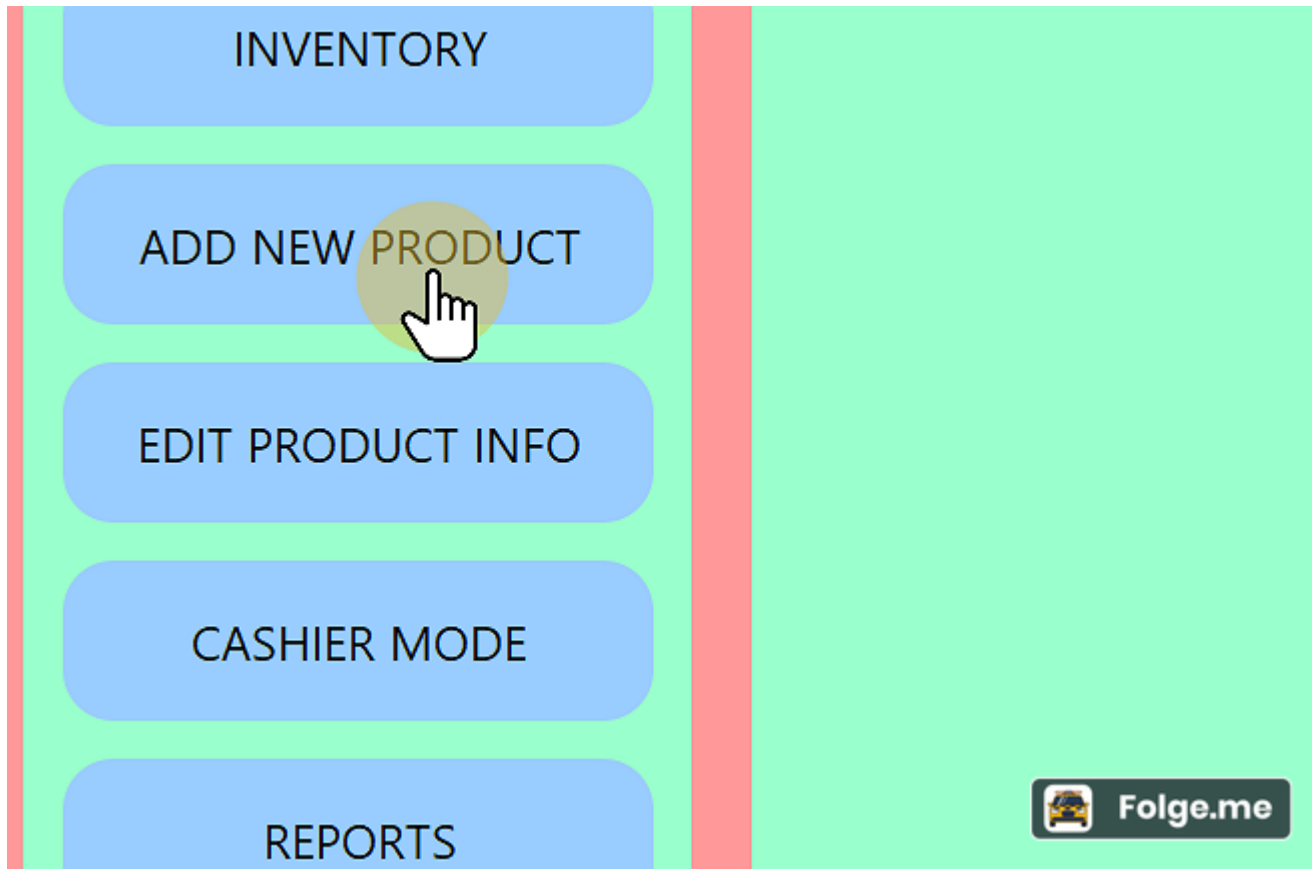 INVENTORY
ADD NEW PRODUCT
EDIT PRODUCT INFO
CASHIER MODE
REPORTS
Folge.me